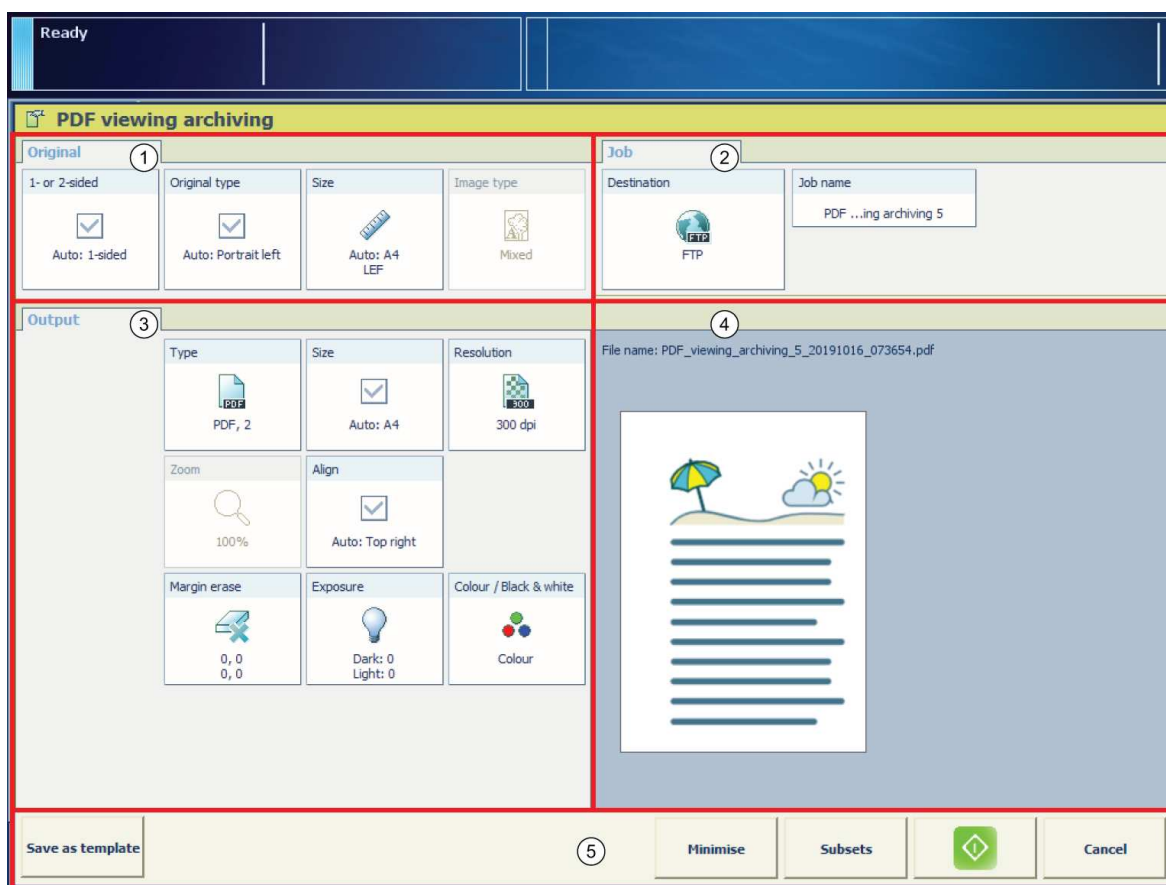 Ready
PDF viewing archiving
Original
1
1- or 2-sided
Auto: 1-sided
Original type
Auto: Portrait left
Size
Auto: A4
LEF
Image type
A
Mixed
Job
2
Destination
FTP
FTP
Job name
PDF ...ing archiving 5
Output
3
Type
PDF
PDF, 2
Size
Auto: A4
Resolution
300
300 dpi
Zoom
100%
Align
Auto: Top right
Margin erase
0, 0
0, 0
Exposure
Dark: 0
Light: 0
Colour / Black & white
Colour
4
File name: PDF_viewing_archiving_5_20191016_073654.pdf
Save as template
5
Minimise
Subsets
Cancel